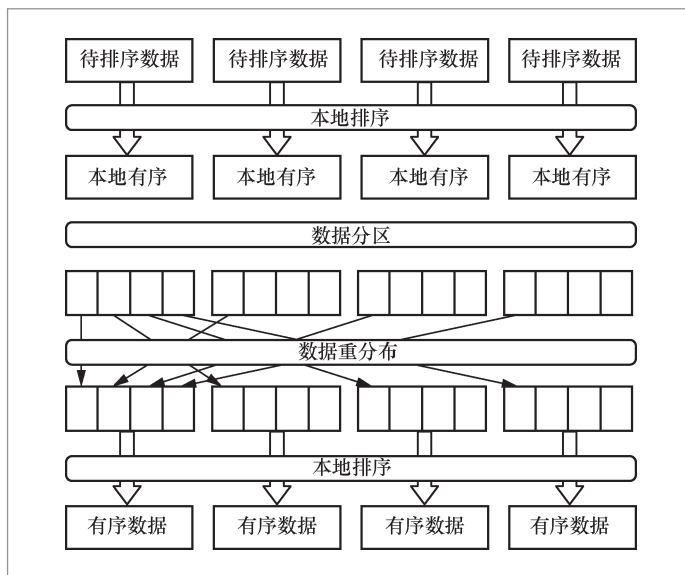 待排序数据 待排序数据 待排序数据 待排序数据
本地排序
本地有序 本地有序 本地有序 本地有序
数据分区
数据重分布
本地排序
有序数据 有序数据 有序数据 有序数据